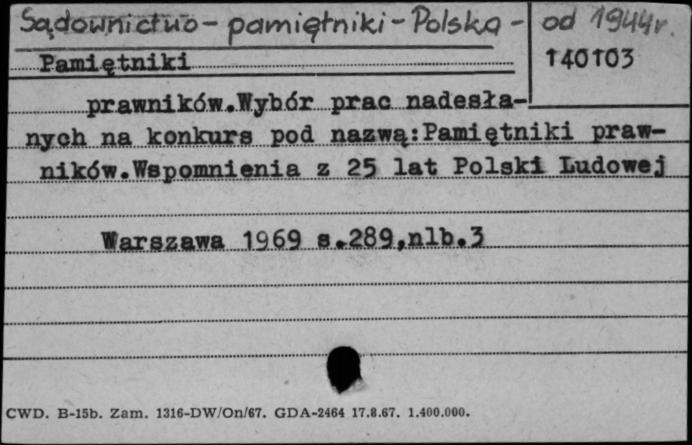 Sądownictwo - pamiętniki - Polska - od 1944r.
Pamiętniki
140103
prawników.Wybór prac nadesła-
nych na konkurs pod nazwą:Pamiętniki praw-
ników.Wspomnienia z 25 lat Polski Ludowej
Warszawa 1969 s.289,nlb.3
CWD. B-15b. Zam. 1316-DW/On/67. GDA-2464 17.8.67. 1.400.000.